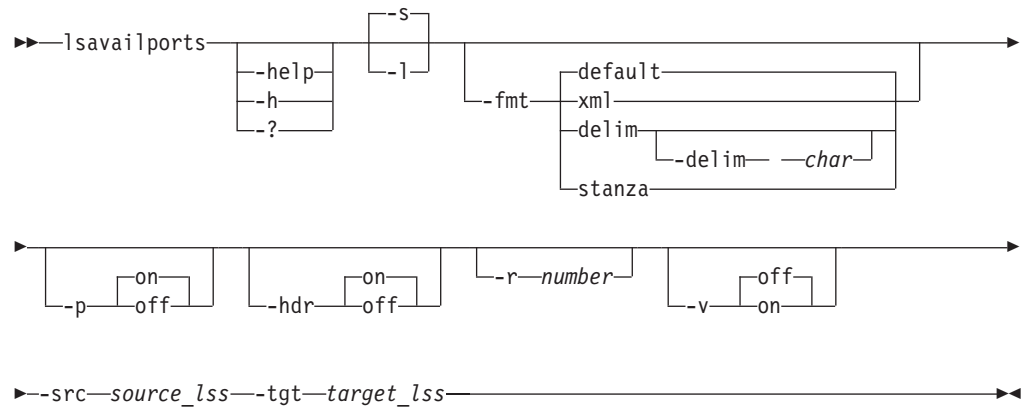 -s
lsavailports
-help
-l
default
-h
-fmt
xml
-?
delim
-delim char
stanza
on
on
-r number
off
-p
off
-hdr
off
-v
on
-src source_lss -tgt target_lss